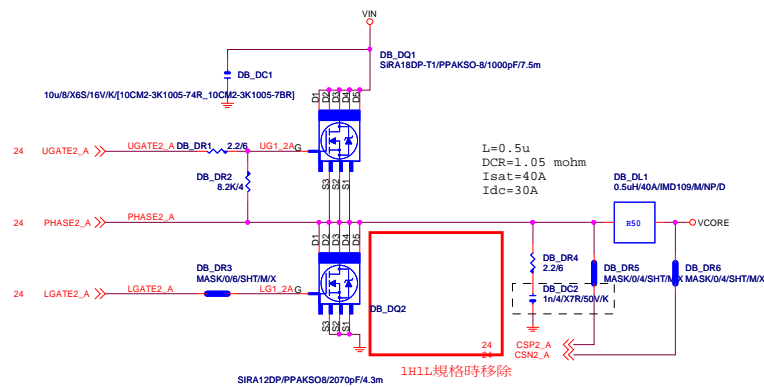 VIN
DB_DQ1
SiRA18DP-T1/PPAKSO-8/1000pF/7.5m
DB_DC1
10u/8/X6S/16V/K/[10CM2-3K1005-74R_10CM2-3K1005-7BR]
D1 D2 D3 D4 D5
L=0.5u
DCR=1.05 mohm
Isat=40A
Idc=30A
24 UGATE2_A UGATE2_A DB_DR1 2.2/6 UG1_2A G
DB_DR2
8.2K/4
S3 S2 S1
DB_DL1
0.5uH/40A/IMD109/M/NP/D
24 PHASE2_A PHASE2_A
R50
VCORE
D1 D2 D3 D4 D5
DB_DR4
2.2/6
DB_DR3
MASK/0/6/SHT/M/X
DB_DR5
MASK/0/4/SHT/M/X
DB_DR6
MASK/0/4/SHT/M/X
24 LGATE2_A LGATE2_A LG1_2A G
DB_DC2
1n/4/X7R/50V/K
DB_DQ2
S3 S2 S1
24 CSP2_A
24 CSN2_A
1H1L規格時移除
SIRA12DP/PPAKSO8/2070pF/4.3m